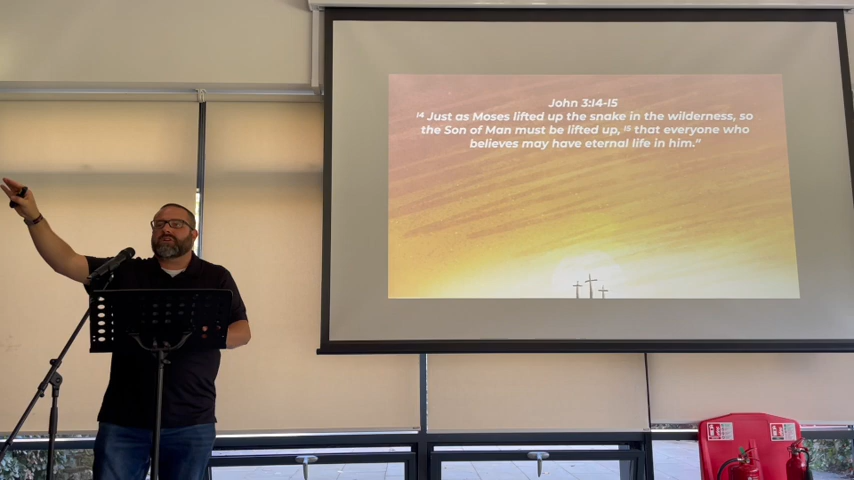 John 3:14-15
¹⁴ Just as Moses lifted up the snake in the wilderness, so
the Son of Man must be lifted up, ¹⁵ that everyone who
believes may have eternal life in him.”